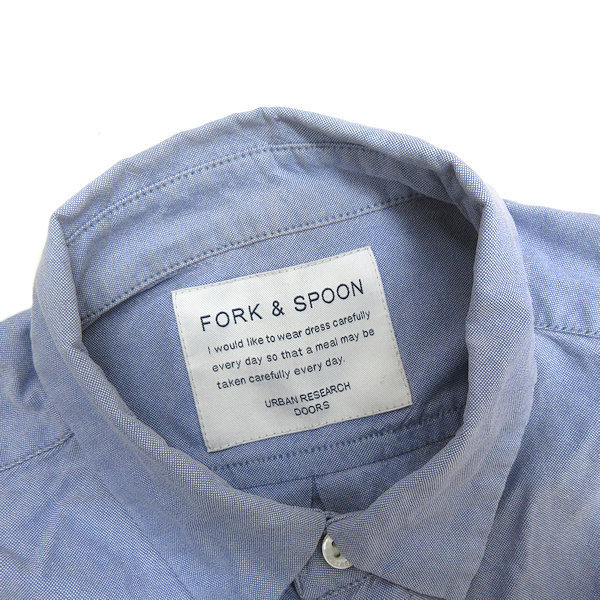 FORK & SPOON
I would like to wear dress carefully
every day so that a meal may be
taken carefully every day.
URBAN RESEARCH
DOORS